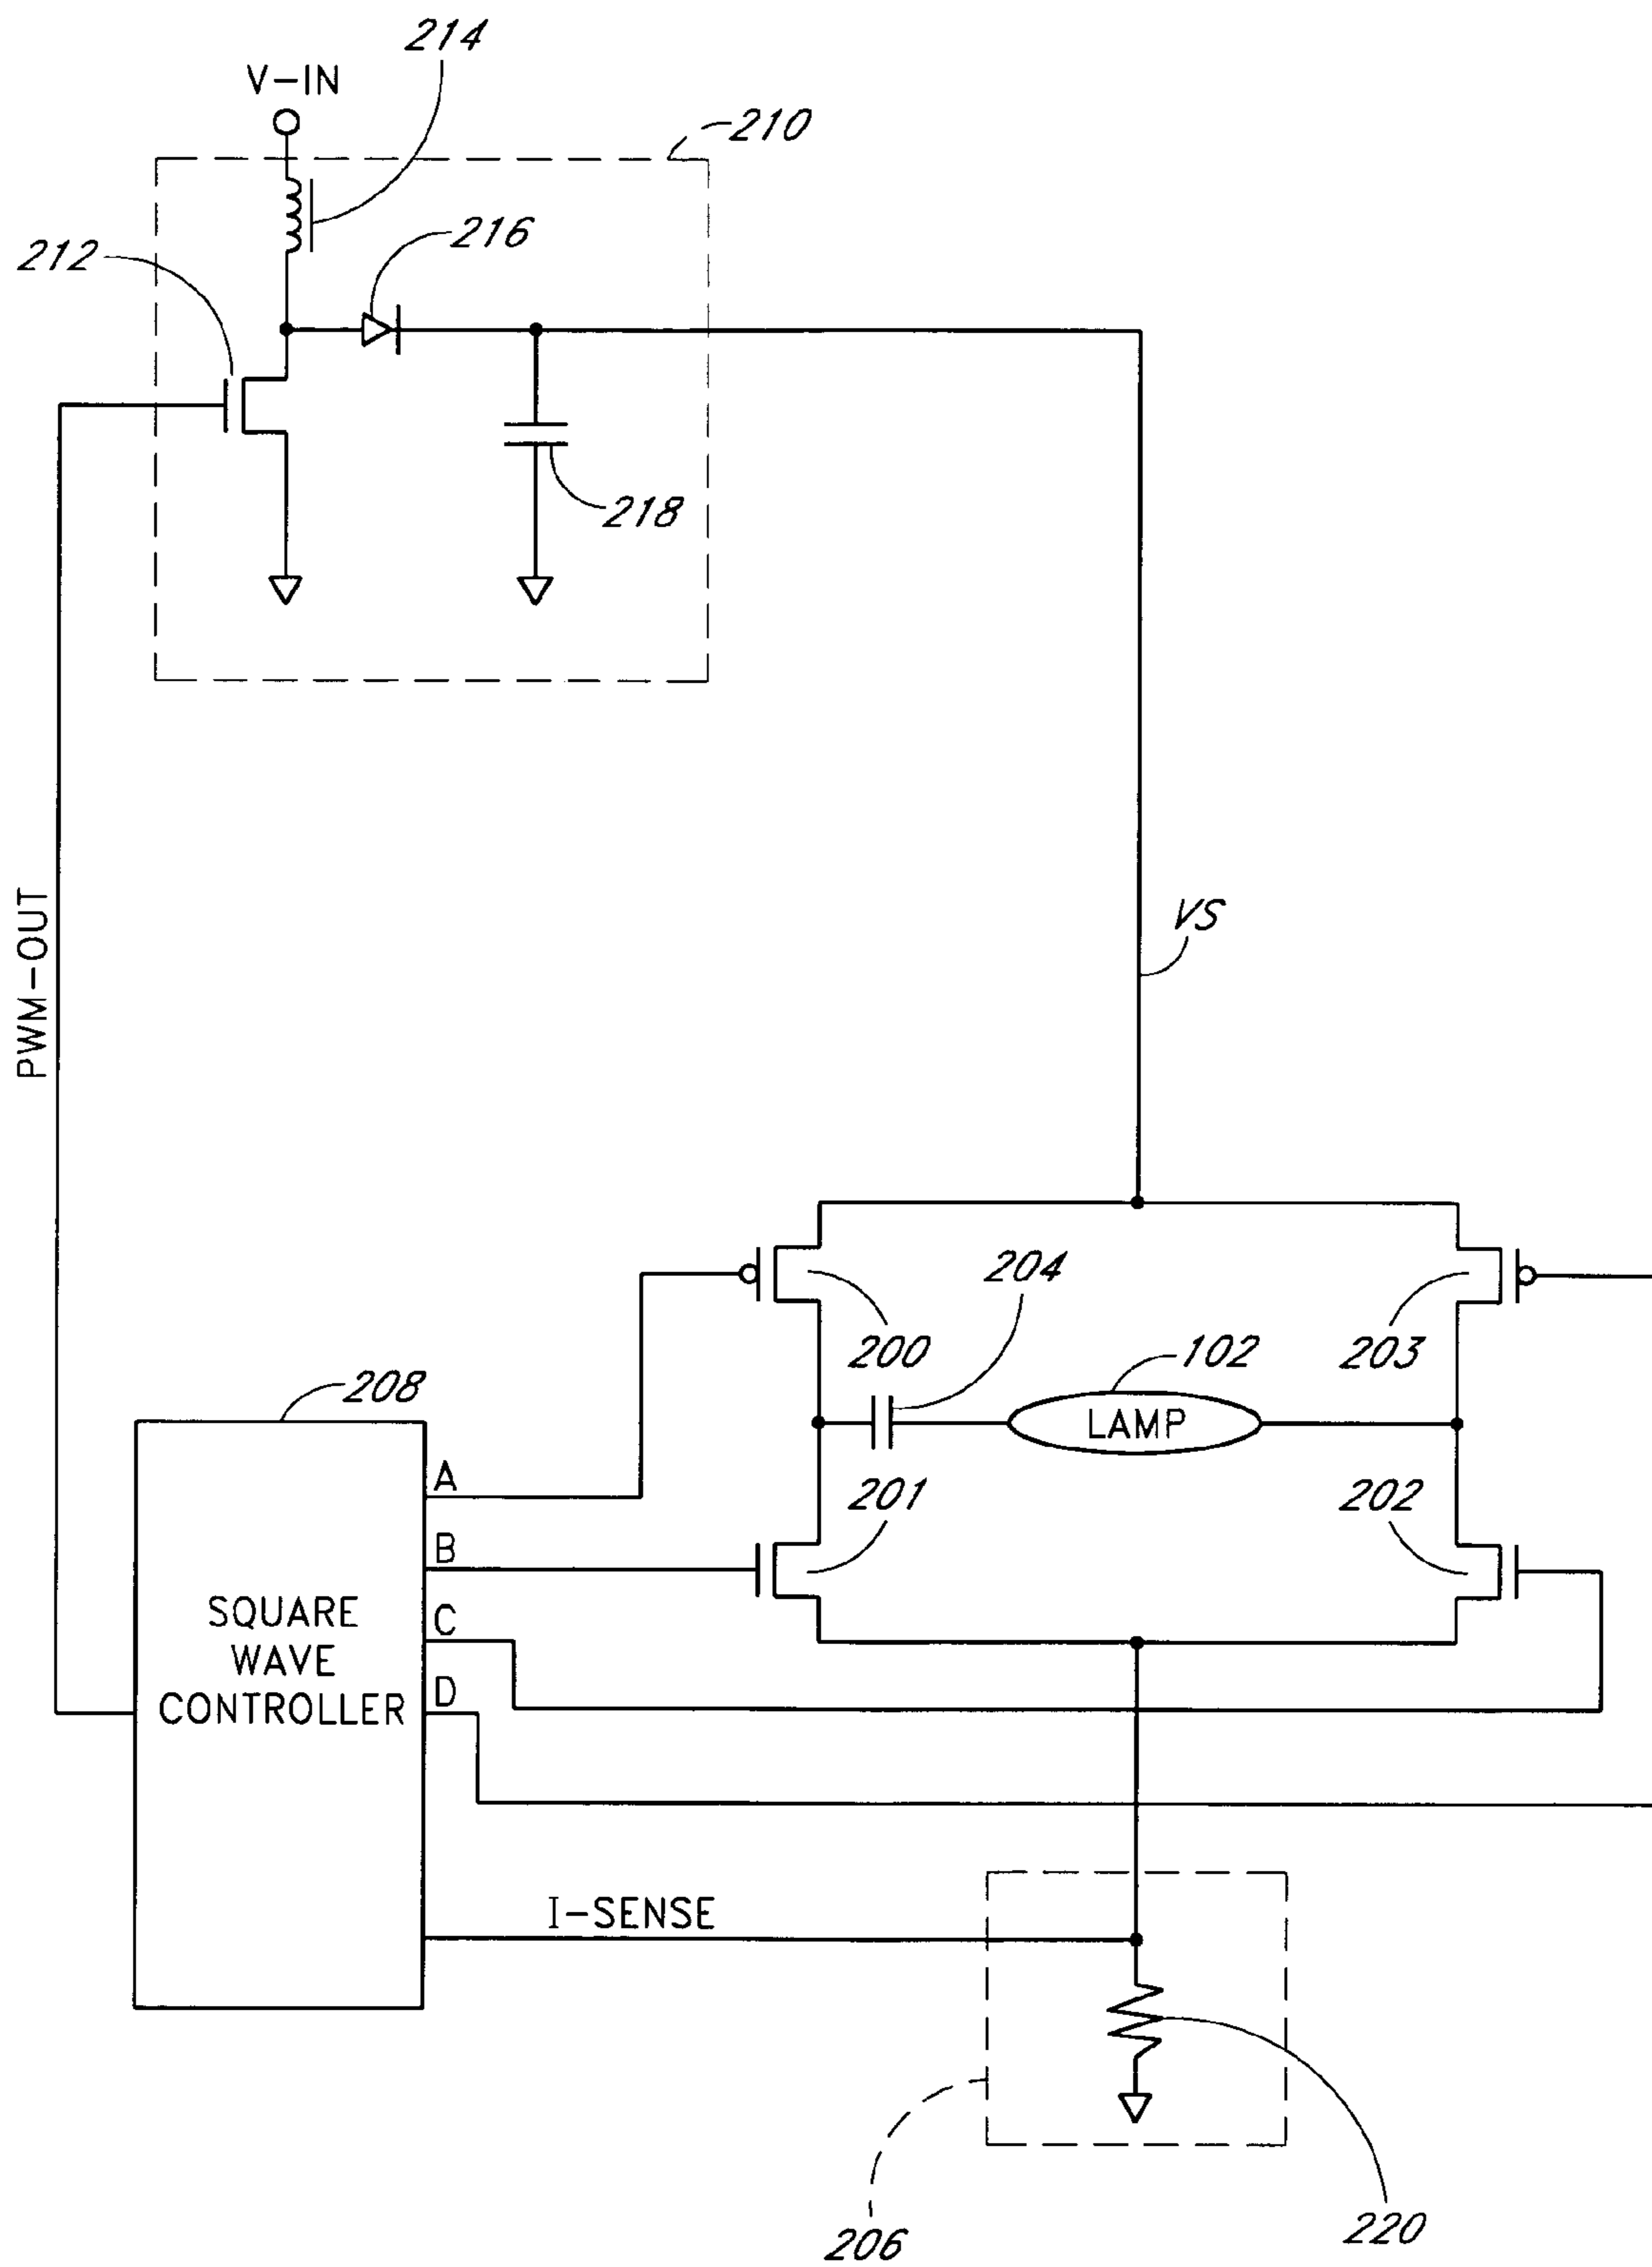 214
V-IN
210
216
212
218
PWM-OUT
VS
204
200
203
102
LAMP
208
A
201
202
B
SQUARE
WAVE
CONTROLLER
C
D
I-SENSE
206
220